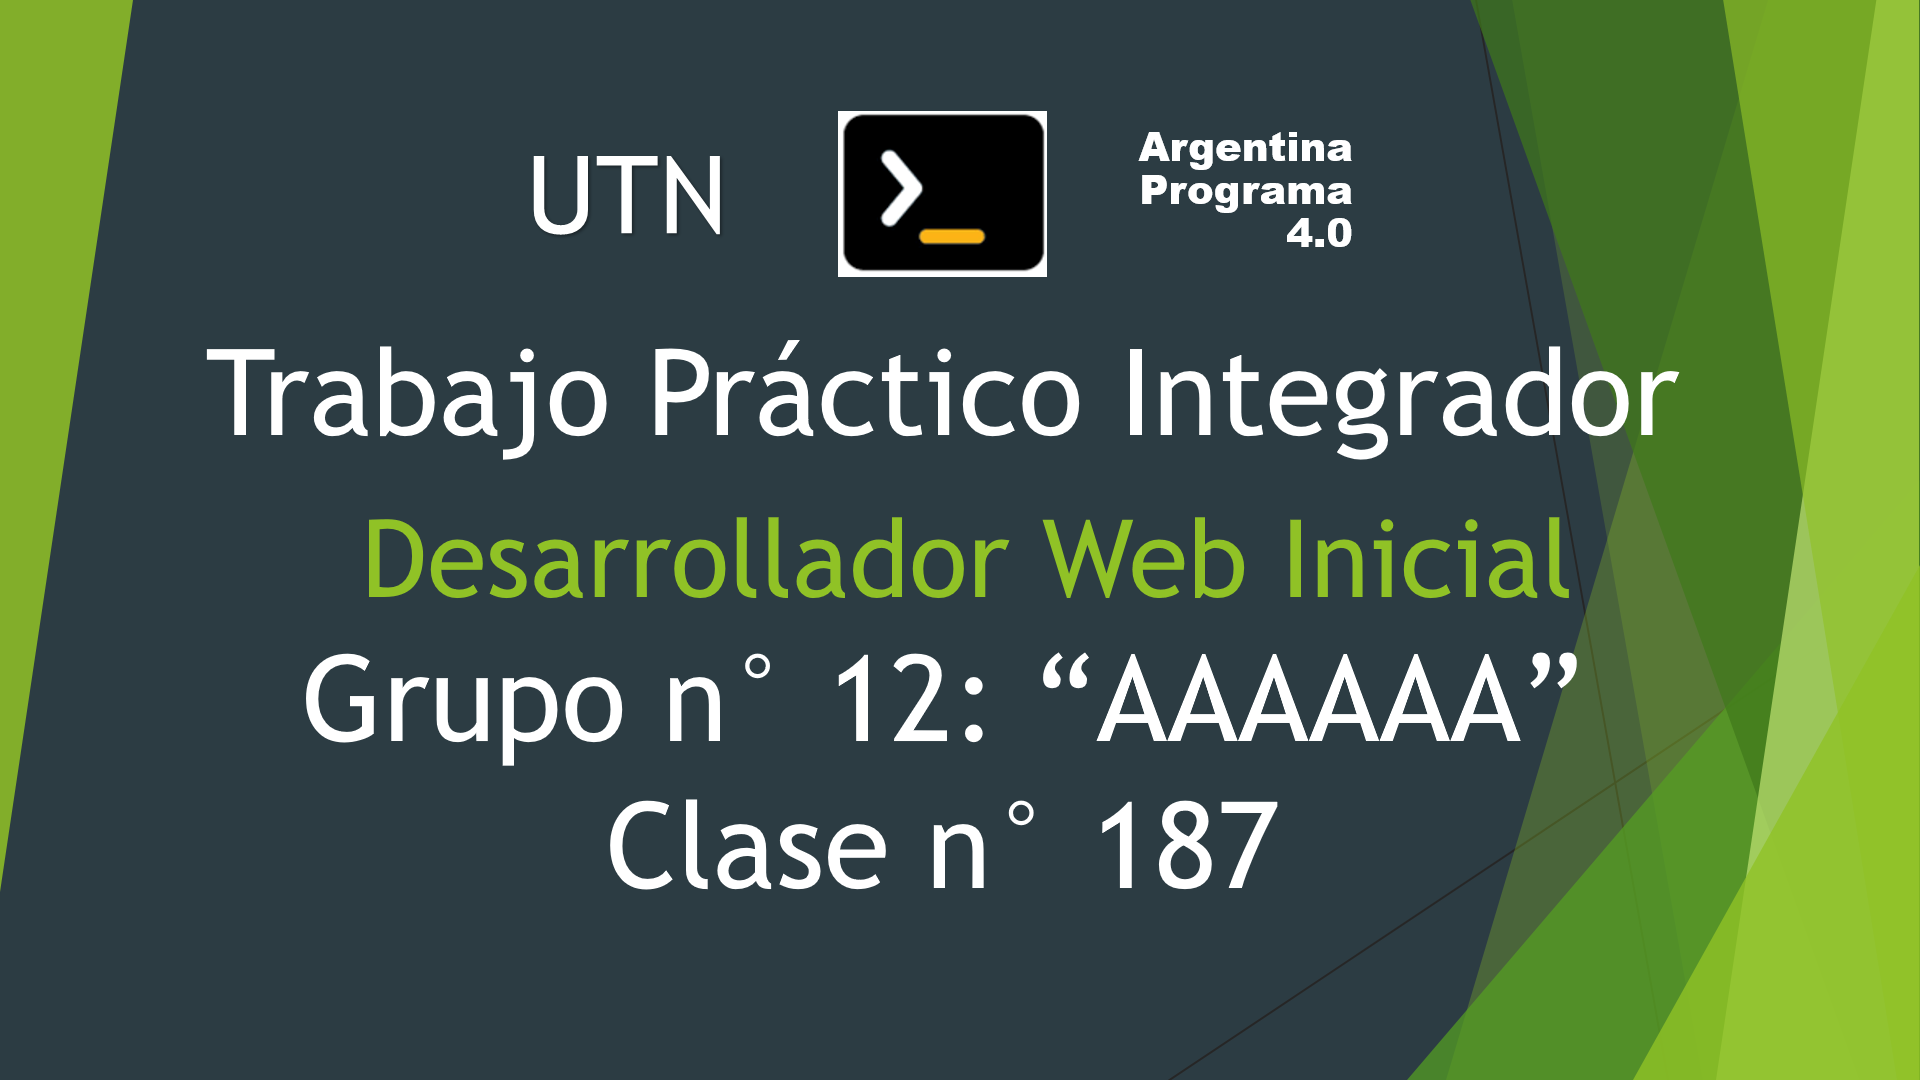 UTN
Argentina
Programa
4.0
Trabajo Práctico Integrador
Desarrollador Web Inicial
Grupo n° 12: “AAAAAA”
Clase n° 187